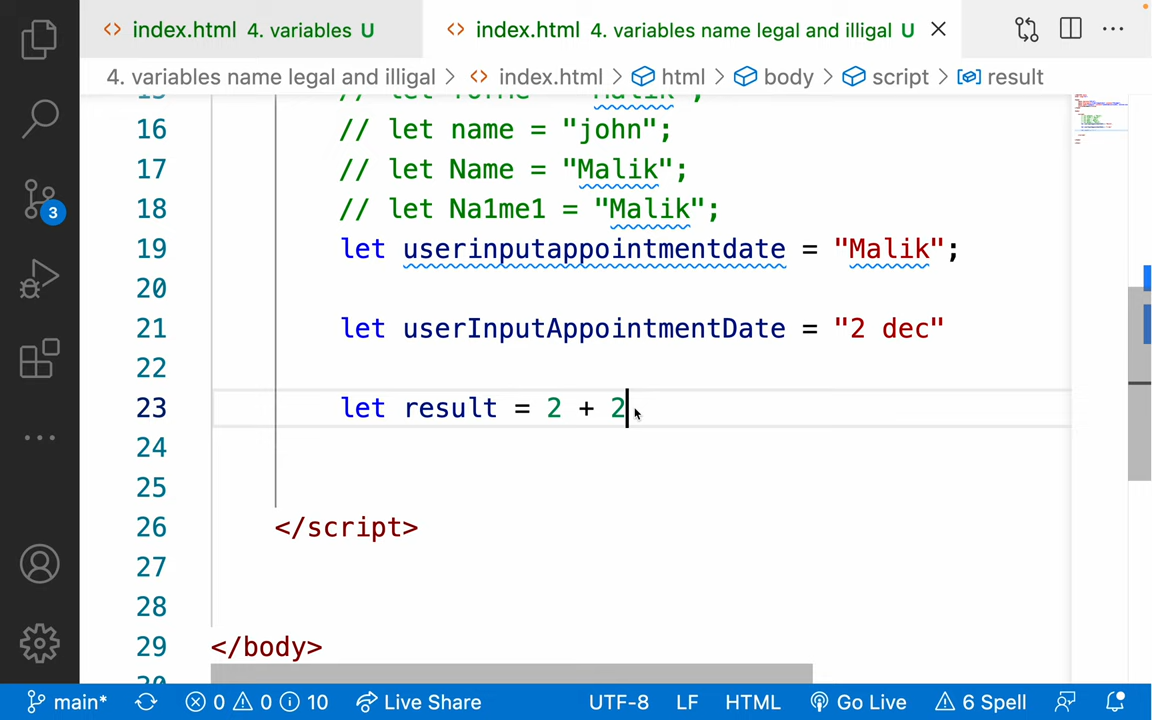 index.html 4. variables U
index.html 4. variables name legal and illigal U
4. variables name legal and illigal > index.html > html > body > script > result
16 // let name = "john";
17 // let Name = "Malik";
18 // let Na1me1 = "Malik";
19 let userinputappointmentdate = "Malik";
20
21 let userInputAppointmentDate = "2 dec"
22
23 let result = 2 + 2
24
25
26 </script>
27
28
29 </body>
3
main* 0 0 10 Live Share UTF-8 LF HTML Go Live 6 Spell